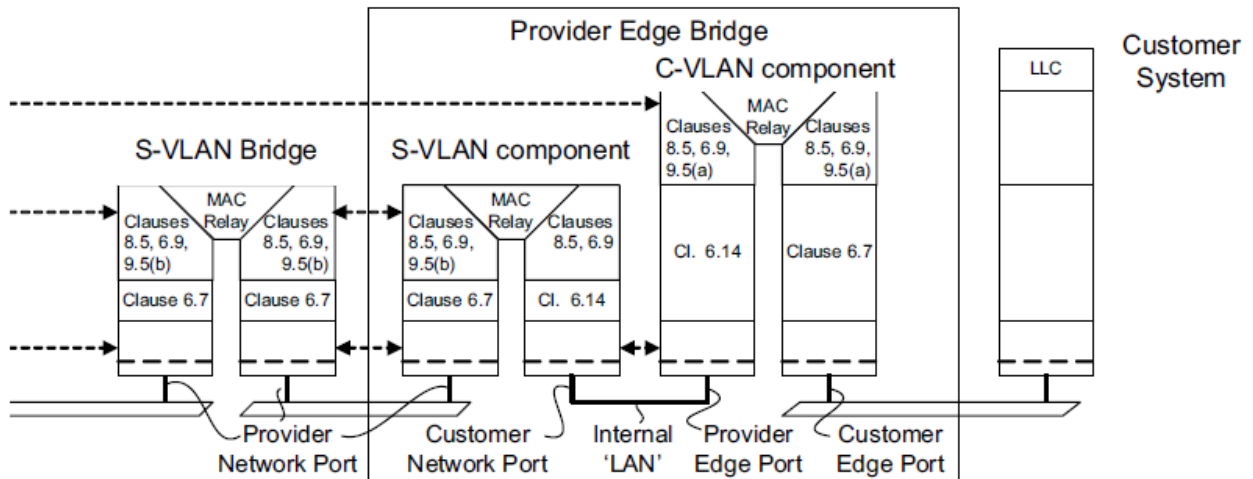 Provider Edge Bridge
Customer
System
C-VLAN component
LLC
S-VLAN Bridge
S-VLAN component
MAC
Relay
Clauses
8.5, 6.9,
9.5(a)
Clauses
8.5, 6.9,
9.5(a)
MAC
Relay
Clauses
8.5, 6.9,
9.5(b)
Clauses
8.5, 6.9,
9.5(b)
MAC
Relay
Clauses
8.5, 6.9,
9.5(b)
Clauses
8.5, 6.9
Cl. 6.14
Clause 6.7
Clause 6.7
Clause 6.7
Clause 6.7
Cl. 6.14
Provider
Network Port
Customer
Network Port
Internal
‘LAN’
Provider
Edge Port
Customer
Edge Port